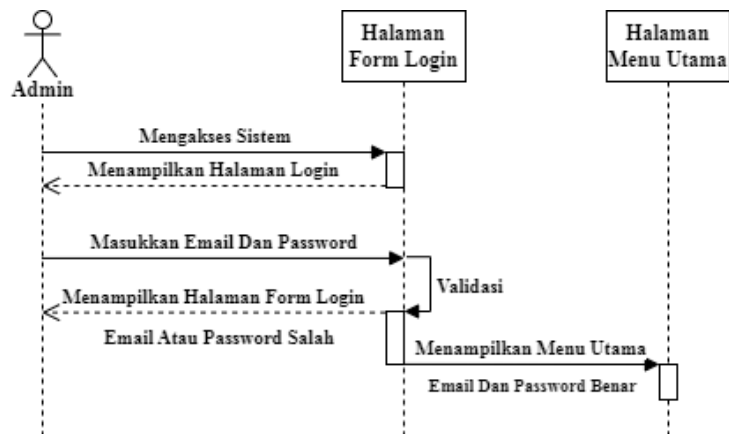 Admin
Halaman
Form Login
Halaman
Menu Utama
Mengakses Sistem
Menampilkan Halaman Login
Masukkan Email Dan Password
Validasi
Menampilkan Halaman Form Login
Email Atau Password Salah
Menampilkan Menu Utama
Email Dan Password Benar